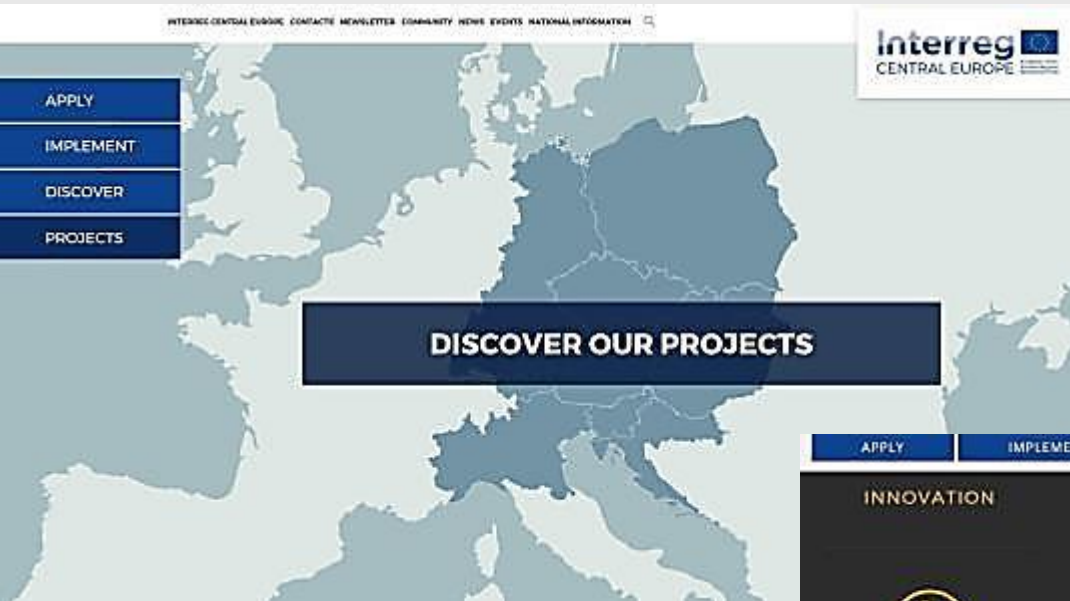 INTERREG CENTRAL EUROPE CONTACTS NEWSLETTER COMMUNITY NEWS EVENTS NATIONAL INFORMATION
Interreg
CENTRAL EUROPE
APPLY
IMPLEMENT
DISCOVER
PROJECTS
DISCOVER OUR PROJECTS
APPLY IMPLEME
INNOVATION